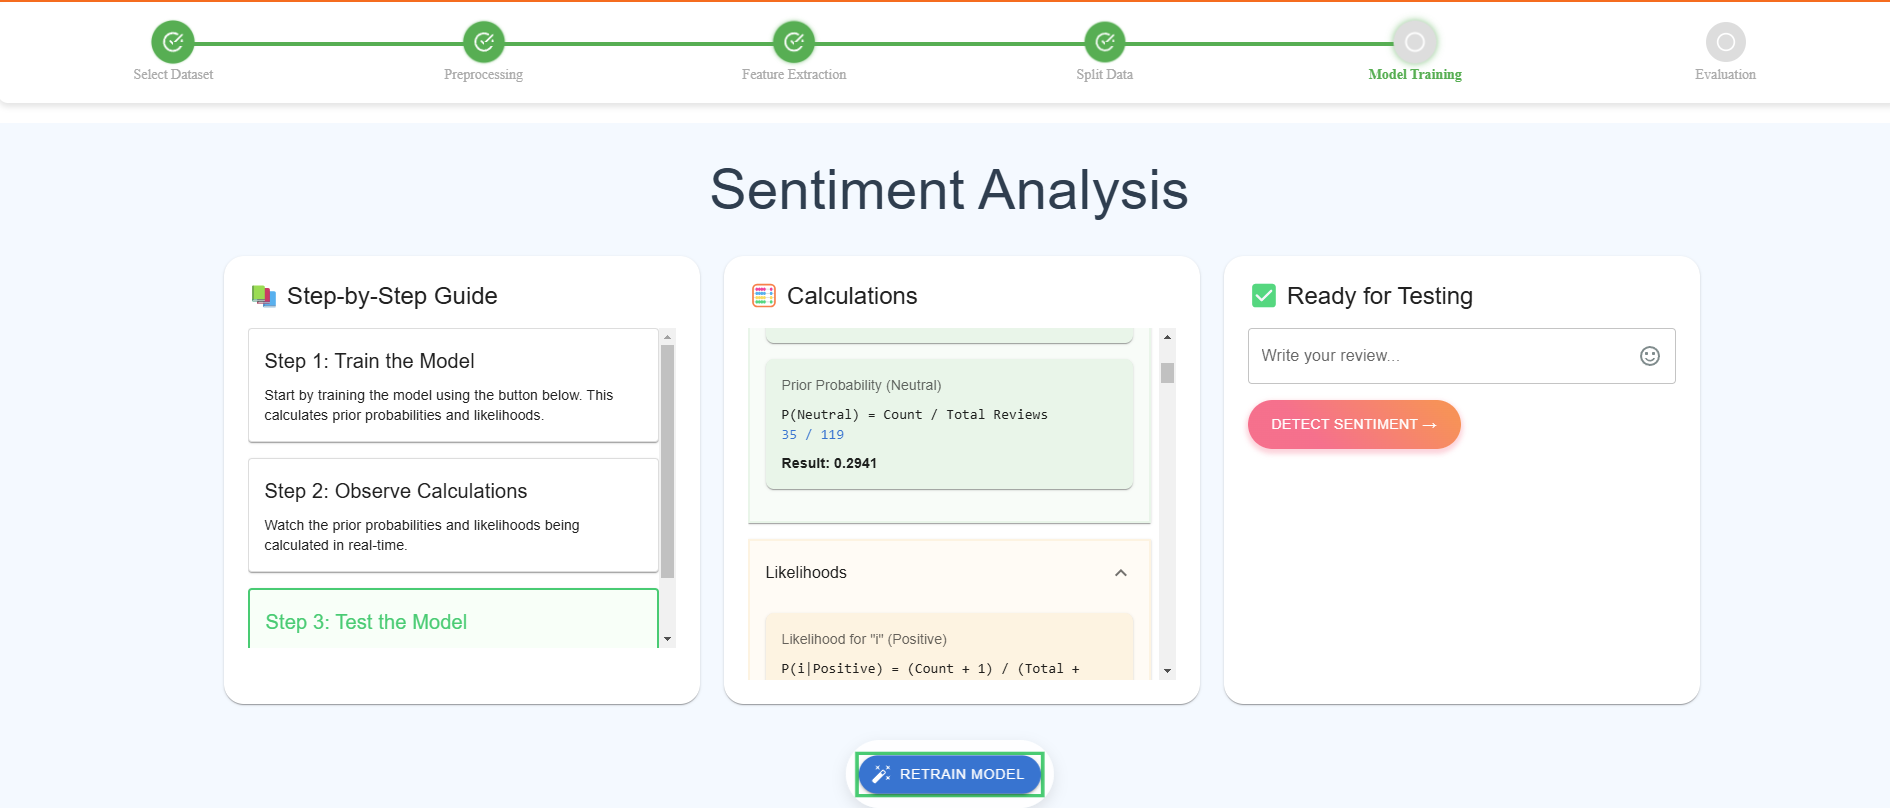 Select Dataset
Preprocessing
Feature Extraction
Split Data
Model Training
Evaluation
Sentiment Analysis
Step-by-Step Guide
Step 1: Train the Model
Start by training the model using the button below. This
calculates prior probabilities and likelihoods.
Step 2: Observe Calculations
Watch the prior probabilities and likelihoods being
calculated in real-time.
Step 3: Test the Model
Calculations
Prior Probability (Neutral)
P(Neutral) = Count / Total Reviews
35 / 119
Result: 0.2941
Likelihoods
Likelihood for "i" (Positive)
P(i|Positive) = (Count + 1) / (Total +
Ready for Testing
Write your review...
DETECT SENTIMENT →
RETRAIN MODEL